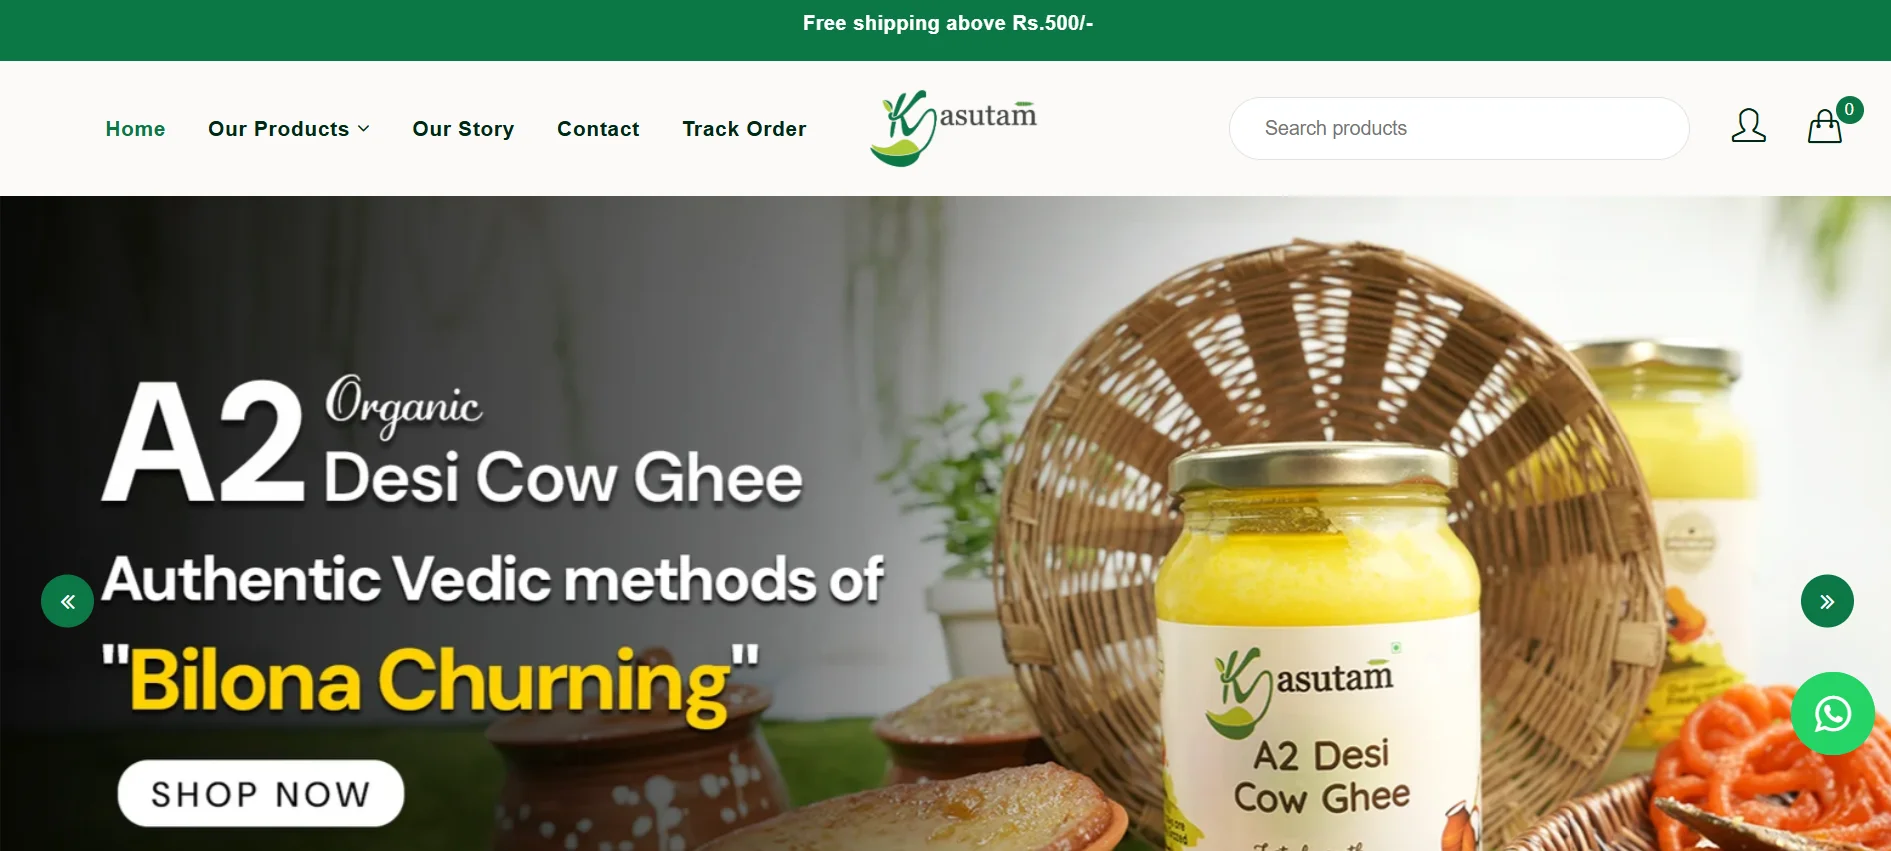 Free shipping above Rs.500/-
Home Our Products Our Story Contact Track Order
Kasutam
Search products
0
A2 Organic
Desi Cow Ghee
Authentic Vedic methods of
"Bilona Churning"
SHOP NOW
Kasutam
A2 Desi
Cow Ghee